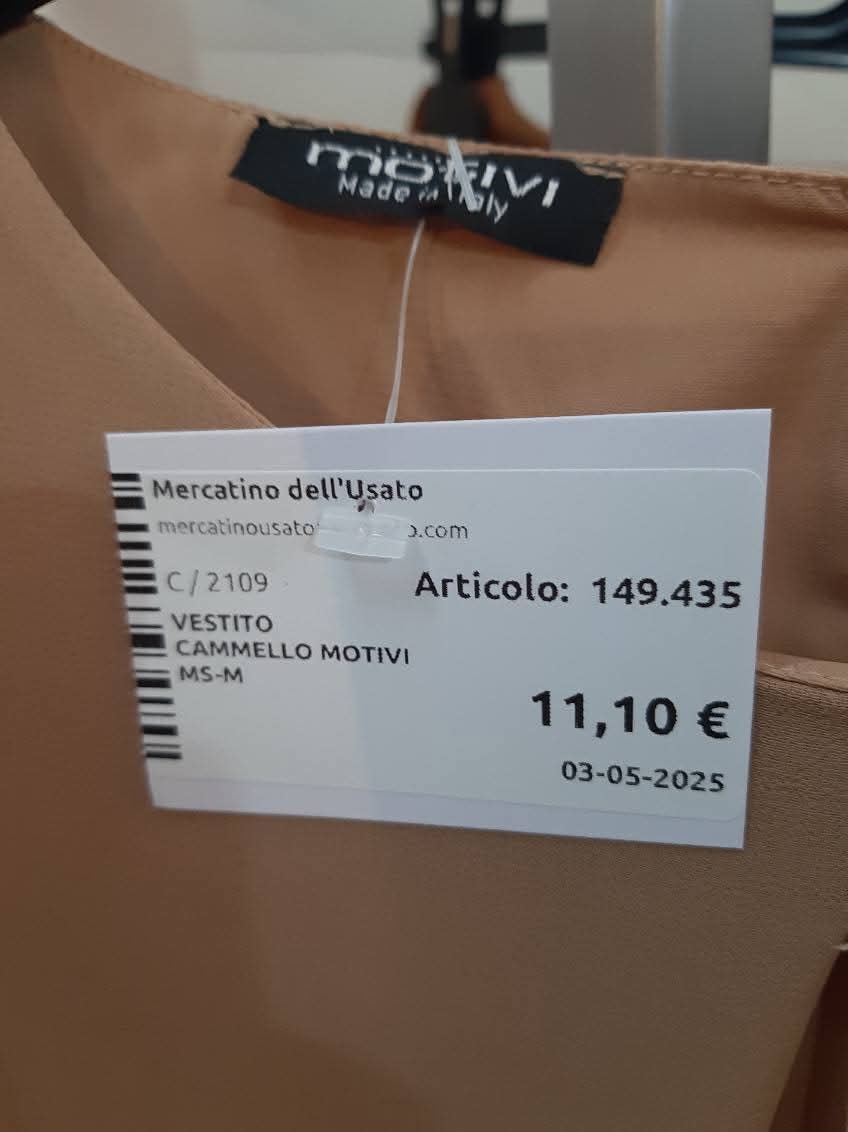 MOTIVI
Made in Italy
Mercatino dell'Usato
C/2109
Articolo: 149.435
VESTITO
CAMMELLO MOTIVI
MS-M
11,10 €
03-05-2025